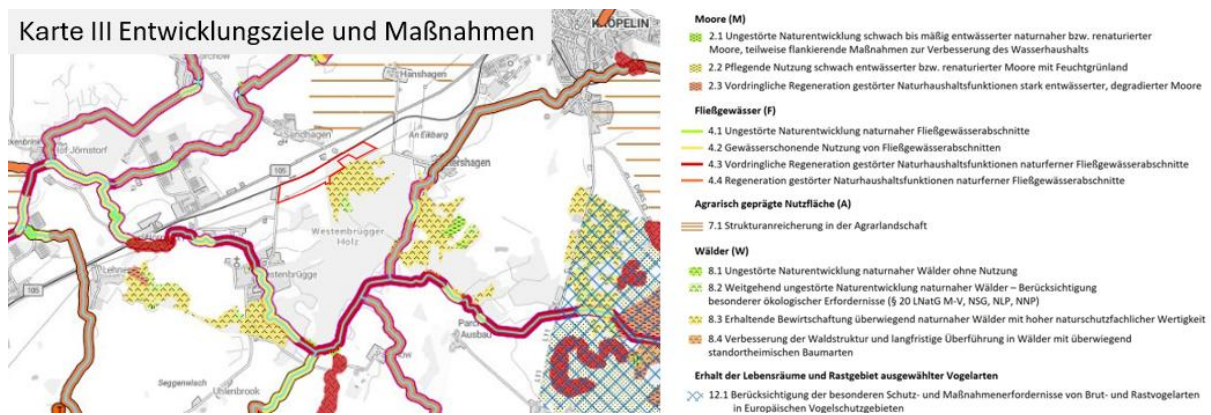 Karte III Entwicklungsziele und Maßnahmen
KRÖPELIN
Hanshagen
Sandhagen
An Eikbarg
Hof Jörnstorf
105
Westenbrügger
Holz
105
Parchow
Ausbau
Uhlenbrook
Seggenwisch
Moore (M)
2.1 Ungestörte Naturentwicklung schwach bis mäßig entwässerter naturnaher bzw. renaturierter
Moore, teilweise flankierende Maßnahmen zur Verbesserung des Wasserhaushalts
2.2 Pflegende Nutzung schwach entwässerter bzw. renaturierter Moore mit Feuchtgrünland
2.3 Vordringliche Regeneration gestörter Naturhaushaltsfunktionen stark entwässerter, degradierter Moore
Fließgewässer (F)
4.1 Ungestörte Naturentwicklung naturnaher Fließgewässerabschnitte
4.2 Gewässerschonende Nutzung von Fließgewässerabschnitten
4.3 Vordringliche Regeneration gestörter Naturhaushaltsfunktionen naturferner Fließgewässerabschnitte
4.4 Regeneration gestörter Naturhaushaltsfunktionen naturferner Fließgewässerabschnitte
Agrarisch geprägte Nutzfläche (A)
7.1 Strukturanreicherung in der Agrarlandschaft
Wälder (W)
8.1 Ungestörte Naturentwicklung naturnaher Wälder ohne Nutzung
8.2 Weitgehend ungestörte Naturentwicklung naturnaher Wälder – Berücksichtigung
besonderer ökologischer Erfordernisse (§ 20 LNatG M-V, NSG, NLP, NNP)
8.3 Erhaltende Bewirtschaftung überwiegend naturnaher Wälder mit hoher naturschutzfachlicher Wertigkeit
8.4 Verbesserung der Waldstruktur und langfristige Überführung in Wälder mit überwiegend
standortheimischen Baumarten
Erhalt der Lebensräume und Rastgebiet ausgewählter Vogelarten
12.1 Berücksichtigung der besonderen Schutz- und Maßnahmenerfordernisse von Brut- und Rastvogelarten
in Europäischen Vogelschutzgebieten